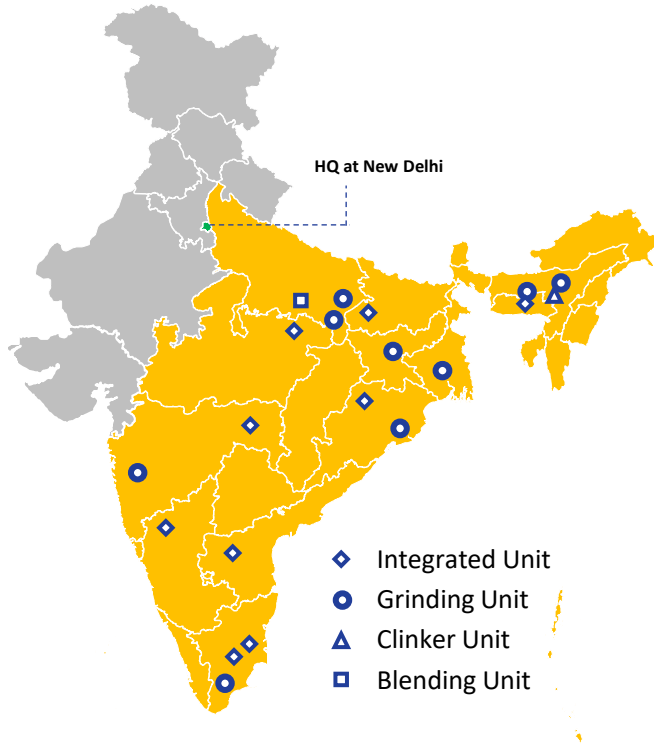 HQ at New Delhi
Integrated Unit
Grinding Unit
Clinker Unit
Blending Unit